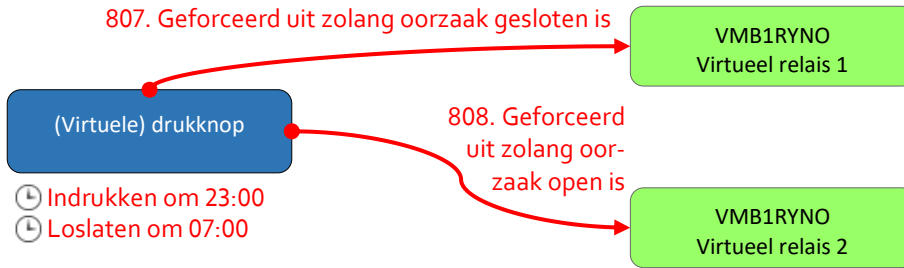 807. Geforceerd uit zolang oorzaak gesloten is
VMB1RYNO
Virtueel relais 1
(Virtuele) drukknop
808. Geforceerd
uit zolang oor-
zaak open is
Indrukken om 23:00
Loslaten om 07:00
VMB1RYNO
Virtueel relais 2